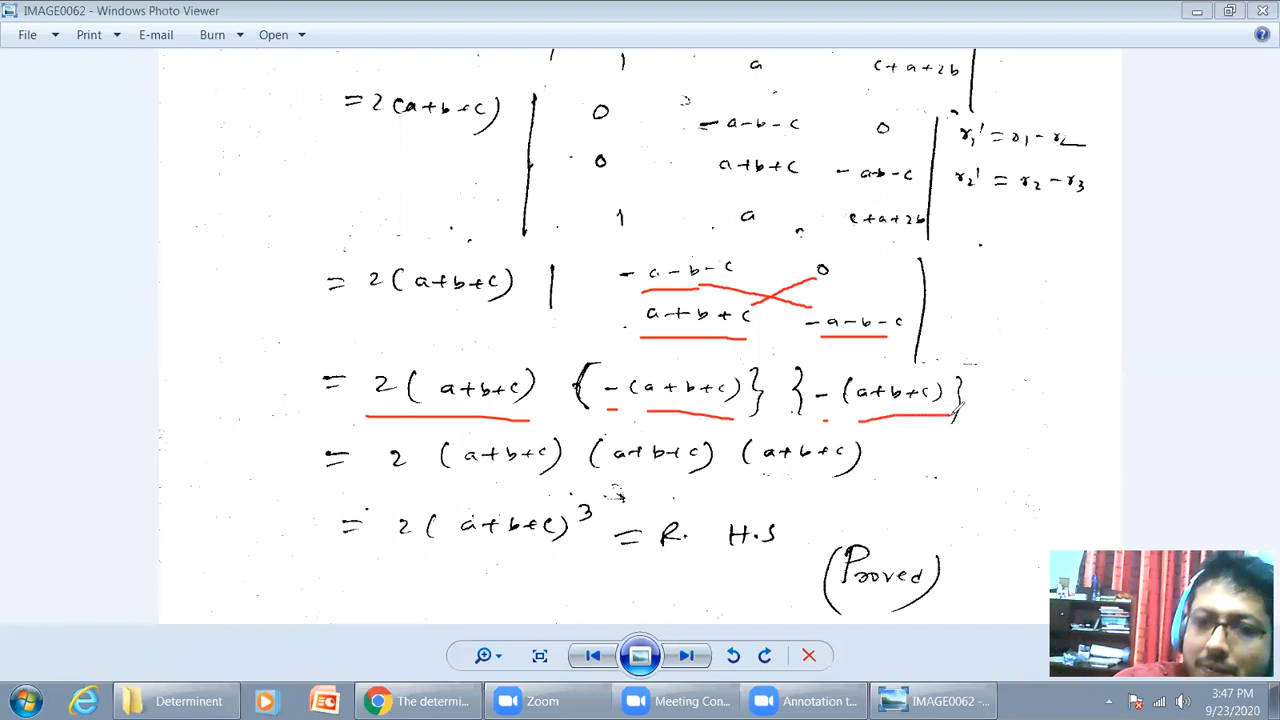 IMAGE0062 - Windows Photo Viewer
File Print E-mail Burn Open
1 a c+a+2b
=2(a+b+c) 0 -a-b-c 0 r₁' = r₁ - r₂
0 a+b+c -a-b-c r₂' = r₂ - r₃
1 a c+a+2b
= 2(a+b+c) -a-b-c 0
a+b+c -a-b-c
= 2(a+b+c) {-(a+b+c)} {-(a+b+c)}
= 2 (a+b+c) (a+b+c) (a+b+c)
= 2(a+b+c)³ = R. H.S
(Proved)
Determinent The determi... Zoom Meeting Con... Annotation t... IMAGE0062 -...
3:47 PM
9/23/2020